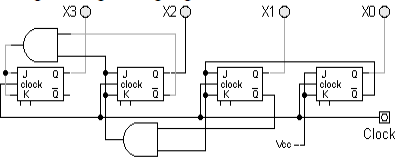 X3 X2 X1 X0
J Q J Q J Q J Q
clock clock clock clock
K Q K Q K Q K Q
Clock
Vcc